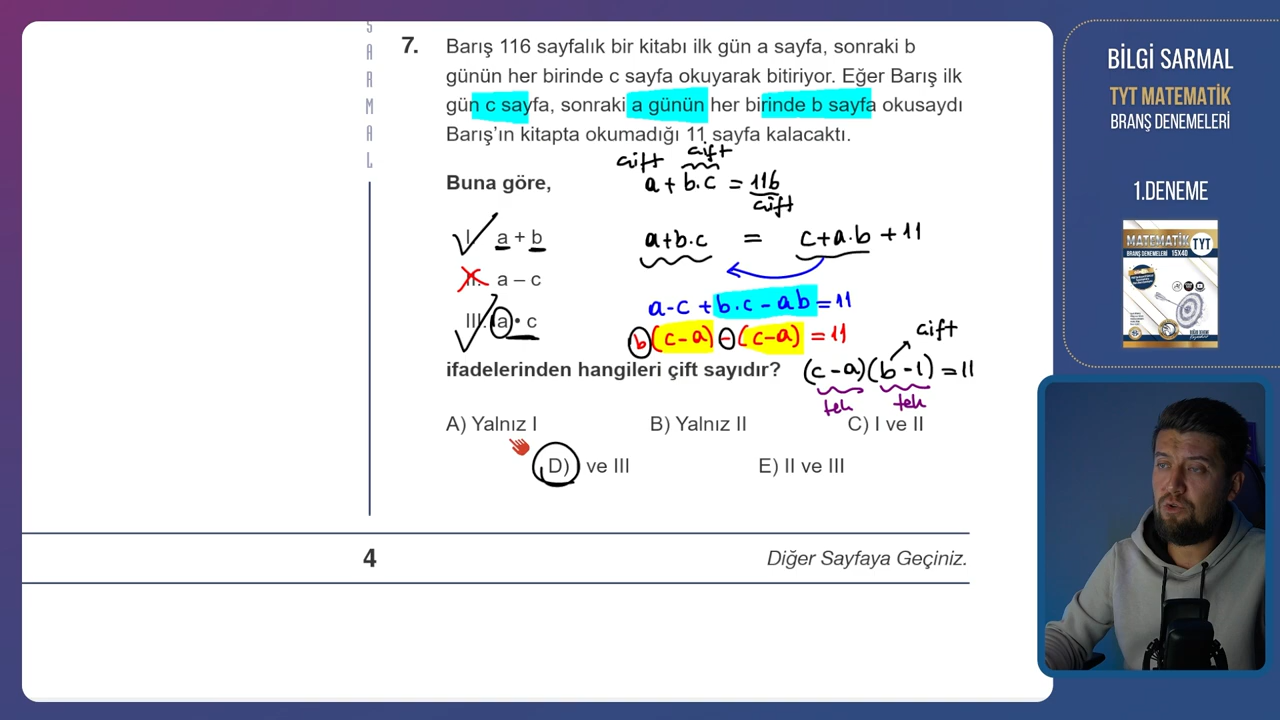 S
A
R
M
A
L
7. Barış 116 sayfalık bir kitabı ilk gün a sayfa, sonraki b
günün her birinde c sayfa okuyarak bitiriyor. Eğer Barış ilk
gün c sayfa, sonraki a günün her birinde b sayfa okusaydı
Barış'ın kitapta okumadığı 11 sayfa kalacaktı.
çift çift
Buna göre,
a + b.c = 116
çift
I. a + b
a+b.c = c+a.b +11
II. a – c
a-c + b.c - ab = 11
III. a • c
b(c-a) - (c-a) = 11
çift
ifadelerinden hangileri çift sayıdır?
(c-a)(b-1) = 11
tek tek
A) Yalnız I B) Yalnız II C) I ve II
D) ve III E) II ve III
4
Diğer Sayfaya Geçiniz.
BİLGİ SARMAL
TYT MATEMATİK
BRANŞ DENEMELERİ
1.DENEME
MATEMATİK TYT
BRANŞ DENEMELERİ 15X40